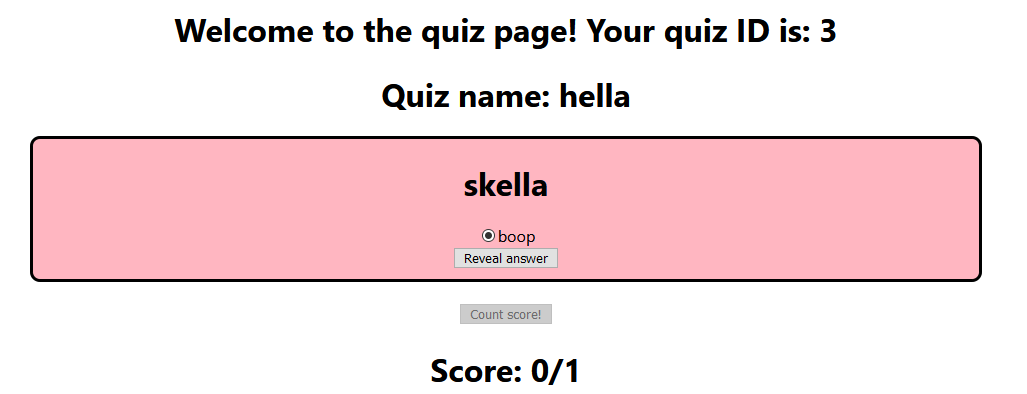 Welcome to the quiz page! Your quiz ID is: 3
Quiz name: hella
skella
boop
Reveal answer
Count score!
Score: 0/1